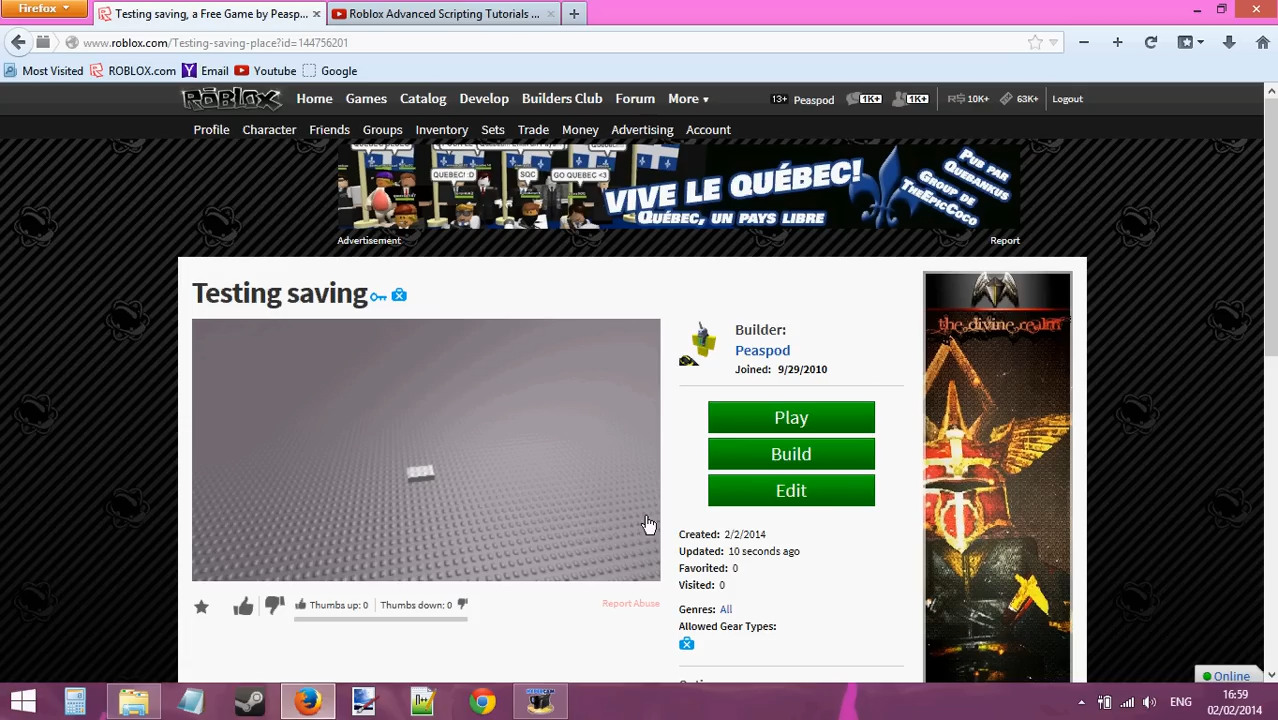 Firefox
Testing saving, a Free Game by Peasp...
Roblox Advanced Scripting Tutorials ...
www.roblox.com/Testing-saving-place?id=144756201
Most Visited
ROBLOX.com
Email
Youtube
Google
ROBLOX
Home
Games
Catalog
Develop
Builders Club
Forum
More
13+ Peaspod
1K+
1K+
R$ 10K+
63K+
Logout
Profile
Character
Friends
Groups
Inventory
Sets
Trade
Money
Advertising
Account
QUEBEC! :D
SQC
GO QUEBEC <3
VIVE LE QUÉBEC!
QUÉBEC, UN PAYS LIBRE
PUB PAR
QUEBANKUS
GROUP DE
THEEPICCOCO
Advertisement
Report
Testing saving
the divine realm
Builder:
Peaspod
Joined: 9/29/2010
Play
Build
Edit
Created: 2/2/2014
Updated: 10 seconds ago
Favorited: 0
Visited: 0
Genres: All
Allowed Gear Types:
Thumbs up: 0
Thumbs down: 0
Report Abuse
Online
ENG
16:59
02/02/2014